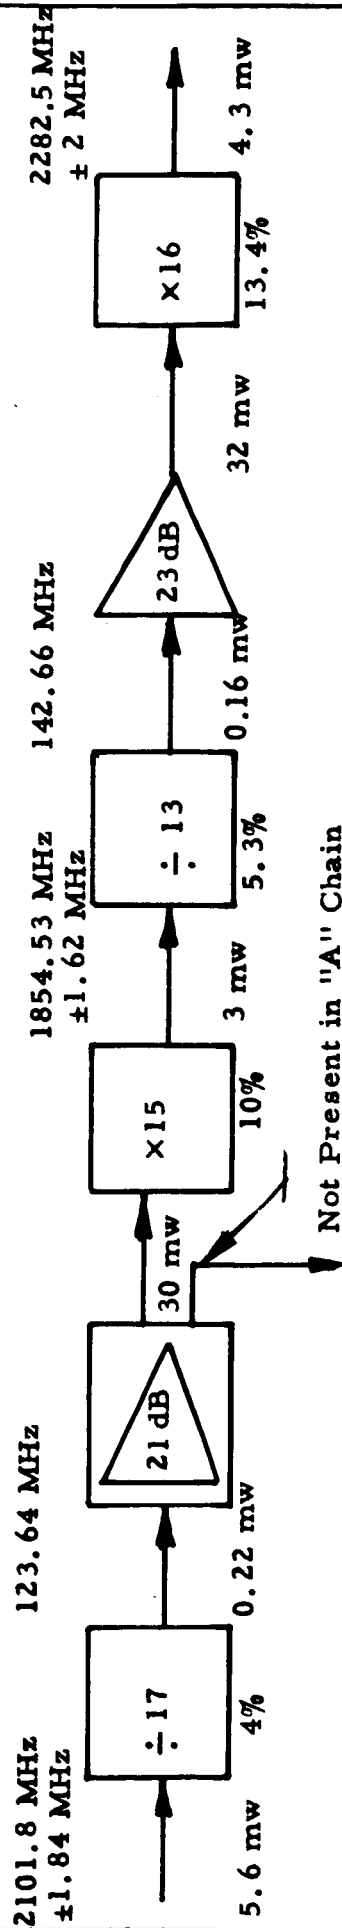 2101.8 MHz
±1.84 MHz
5.6 mw
÷ 17
4%
123.64 MHz
0.22 mw
21 dB
30 mw
Not Present in "A" Chain
×15
10%
1854.53 MHz
±1.62 MHz
3 mw
÷ 13
5.3%
142.66 MHz
0.16 mw
23 dB
32 mw
×16
13.4%
2282.5 MHz
± 2 MHz
4.3 mw